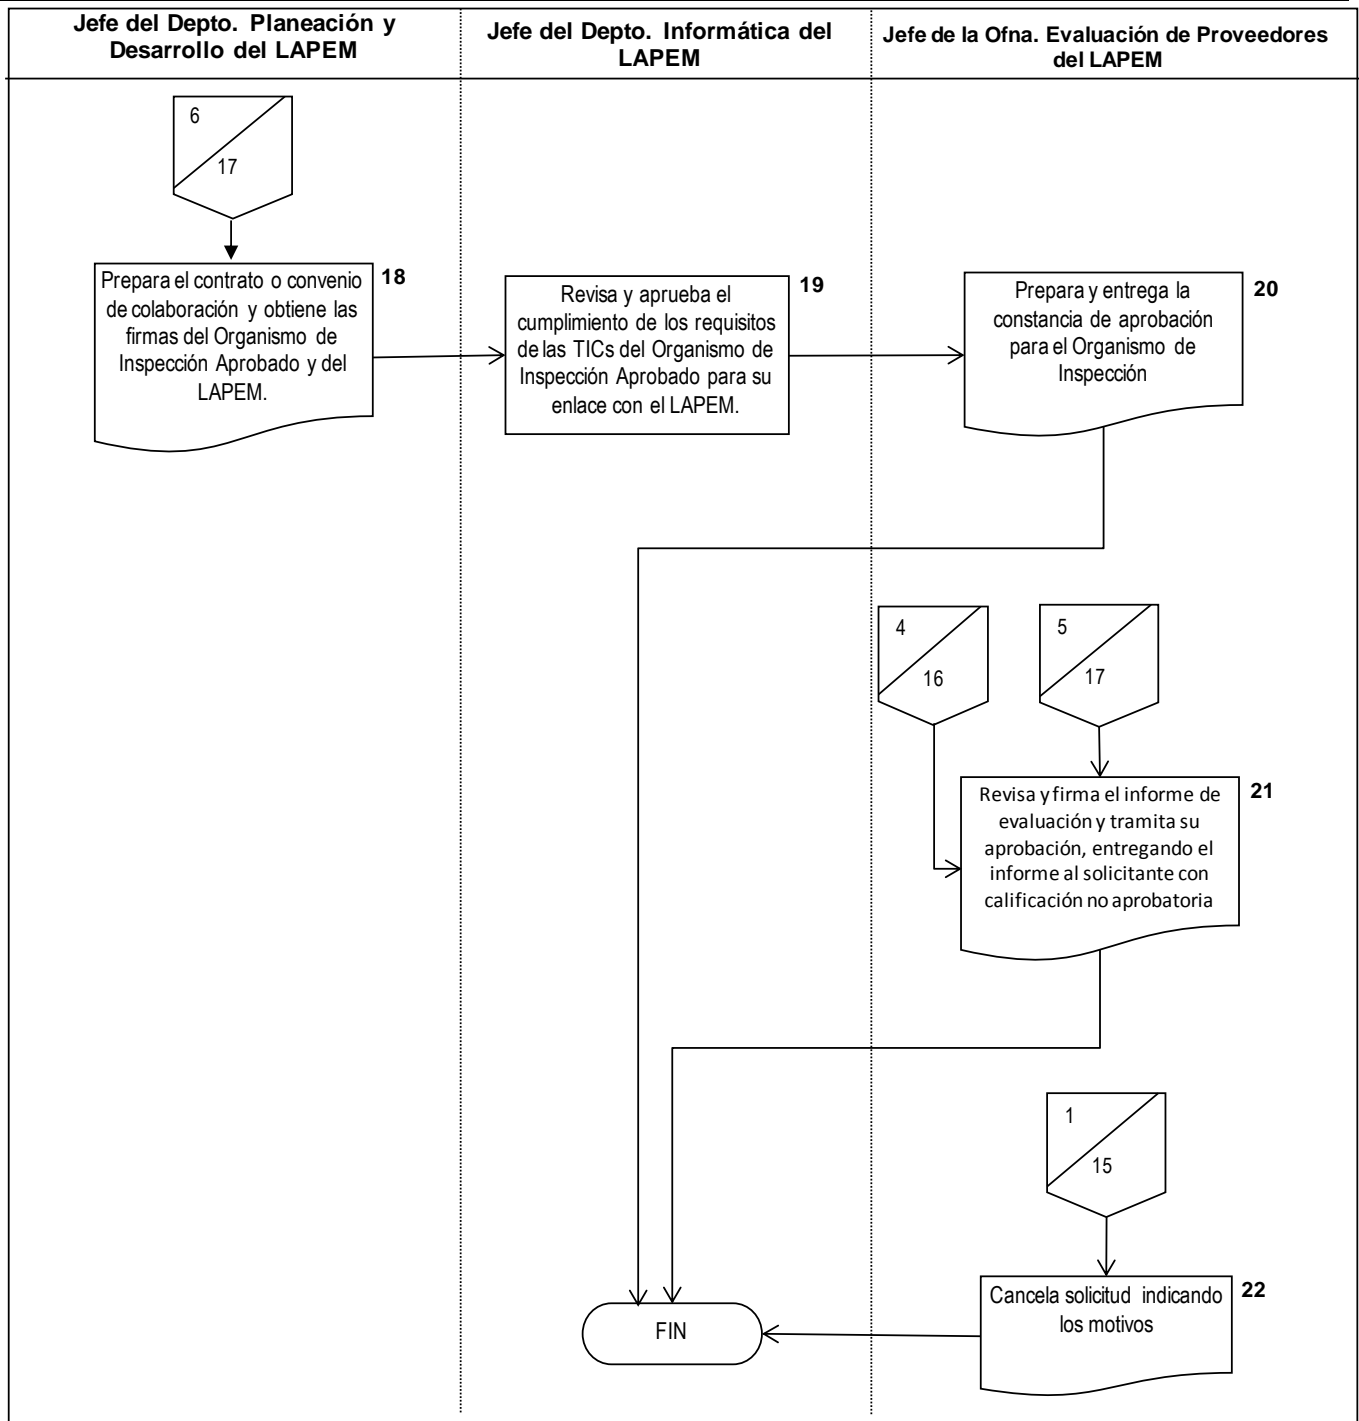 Jefe del Depto. Planeación y
Desarrollo del LAPEM
Jefe del Depto. Informática del
LAPEM
Jefe de la Ofna. Evaluación de Proveedores
del LAPEM
6
17
Prepara el contrato o convenio
de colaboración y obtiene las
firmas del Organismo de
Inspección Aprobado y del
LAPEM.
18
Revisa y aprueba el
cumplimiento de los requisitos
de las TICs del Organismo de
Inspección Aprobado para su
enlace con el LAPEM.
19
Prepara y entrega la
constancia de aprobación
para el Organismo de
Inspección
20
4
16
5
17
Revisa y firma el informe de
evaluación y tramita su
aprobación, entregando el
informe al solicitante con
calificación no aprobatoria
21
1
15
Cancela solicitud indicando
los motivos
22
FIN